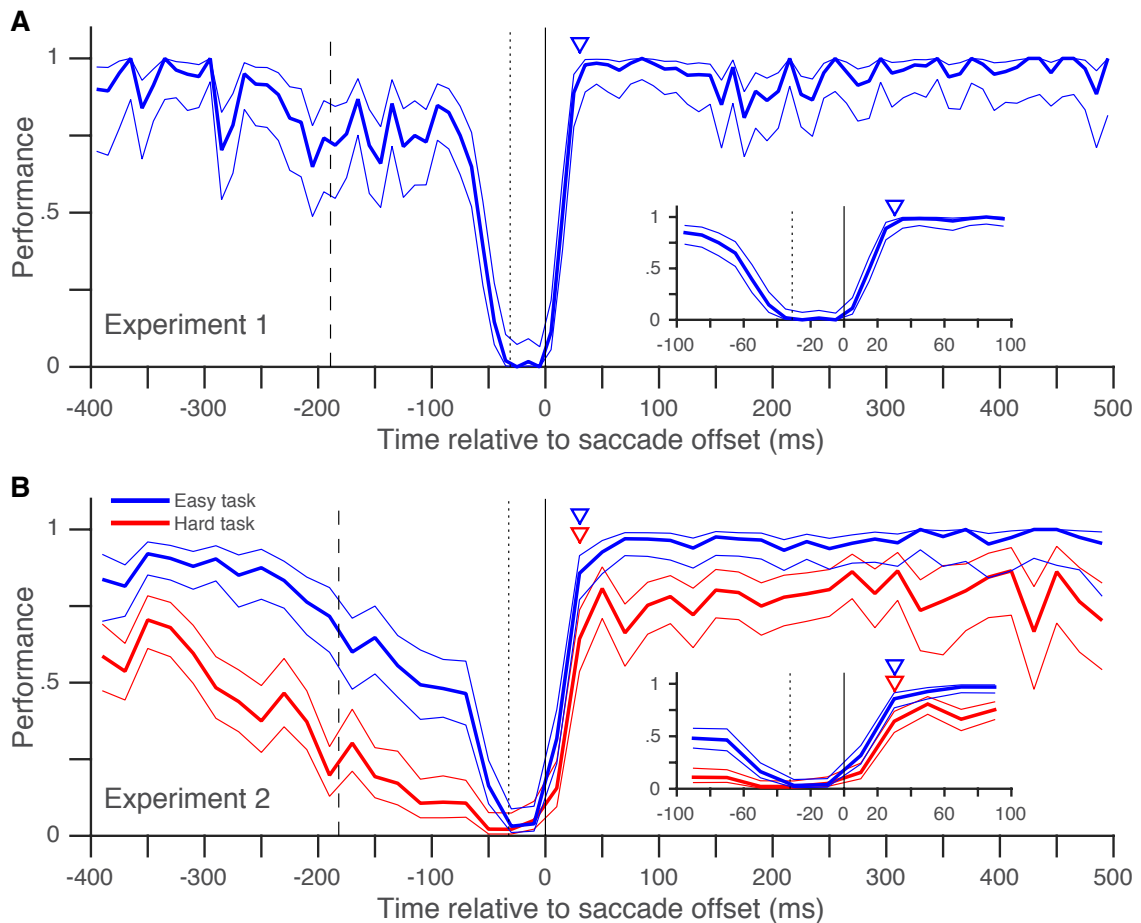 A
1
.5
0
Performance
Experiment 1
-400 -300 -200 -100 0 100 200 300 400 500
Time relative to saccade offset (ms)
1
.5
0
-100 -60 -20 0 20 60 100
B
Easy task
Hard task
1
.5
0
Performance
Experiment 2
-400 -300 -200 -100 0 100 200 300 400 500
Time relative to saccade offset (ms)
1
.5
0
-100 -60 -20 0 20 60 100